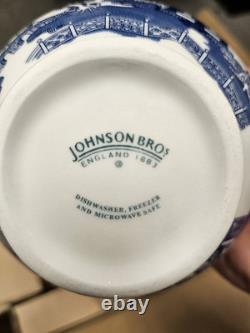 JOHNSON BROS
ENGLAND 1883
®
DISHWASHER, FREEZER
AND MICROWAVE SAFE